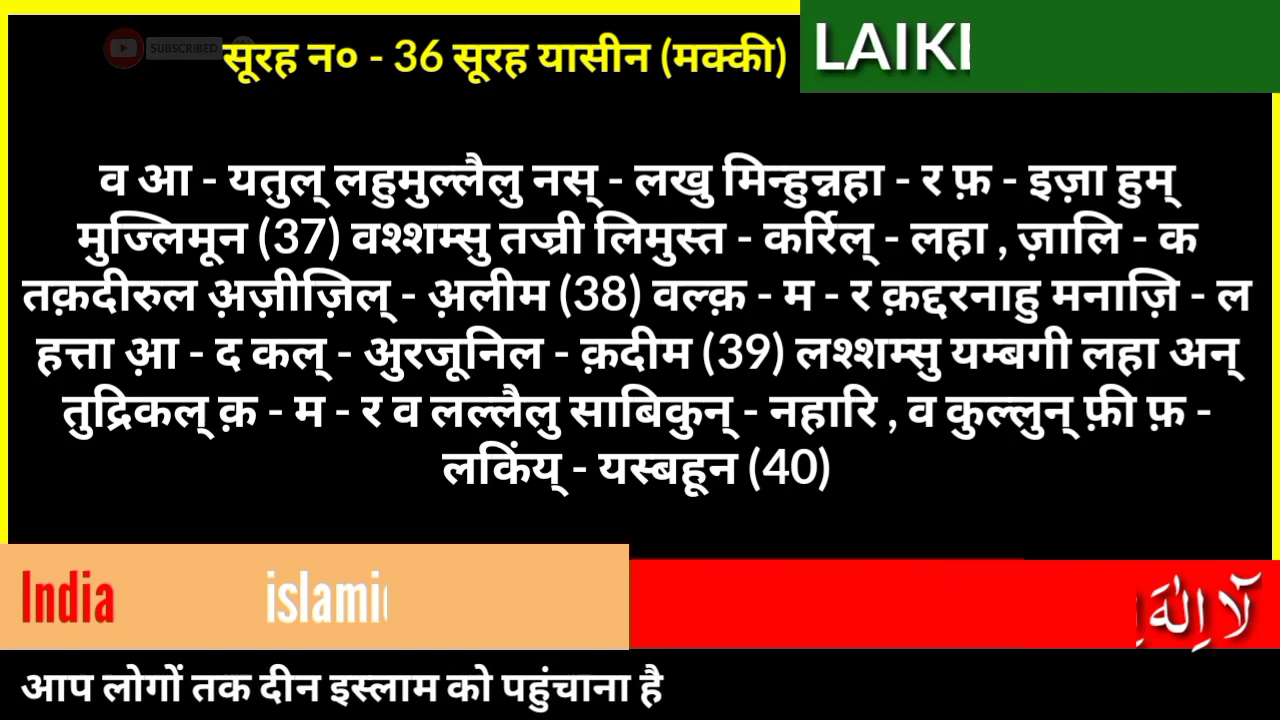 SUBSCRIBED
सूरह न० - 36 सूरह यासीन (मक्की)
LAIK
व आ - यतुल् लहुमुल्लैलु नस् - लखु मिन्हुन्नहा - र फ़ - इज़ा हुम्
मुज्लिमून (37) वश्शम्सु तज्री लिमुस्त - कर्रिल् - लहा , ज़ालि - क
तक़दीरुल अ़ज़ीज़िल् - अ़लीम (38) वल्क़ - म - र क़द्दरनाहु मनाज़ि - ल
हत्ता आ़ - द कल् - अुरजूनिल - क़दीम (39) लश्शम्सु यम्बगी लहा अन्
तुद्रिकल् क़ - म - र व लल्लैलु साबिकुन् - नहारि , व कुल्लुन् फ़ी फ़ -
लकिंय् - यस्बहून (40)
India islami
لَآ اِلٰهَ
आप लोगों तक दीन इस्लाम को पहुंचाना है